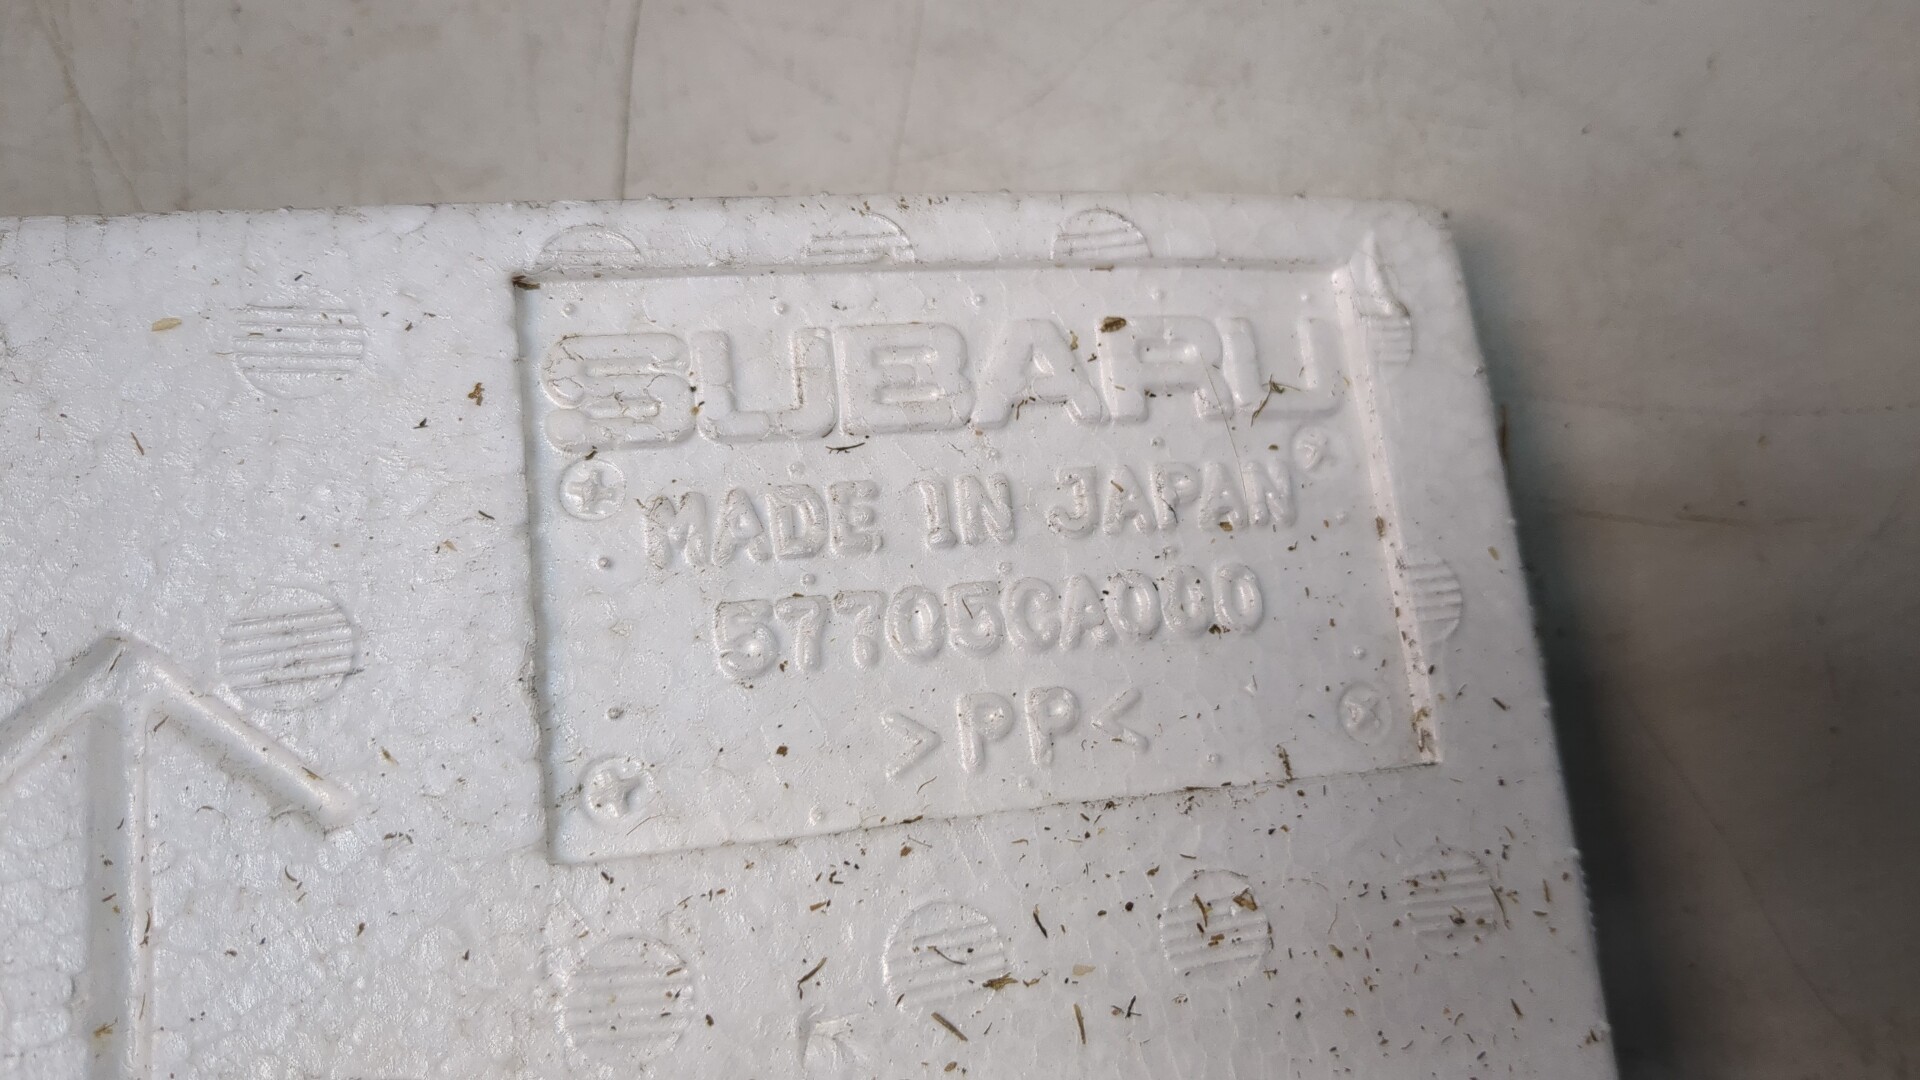 SUBARU
MADE IN JAPAN
57705CA000
>PP<